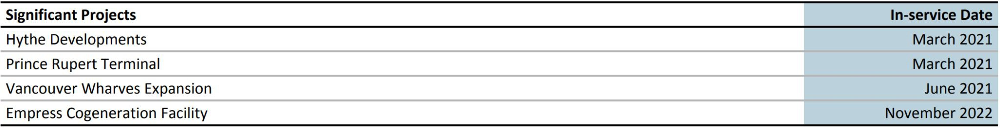 Significant Projects In-service Date
Hythe Developments March 2021
Prince Rupert Terminal March 2021
Vancouver Wharves Expansion June 2021
Empress Cogeneration Facility November 2022